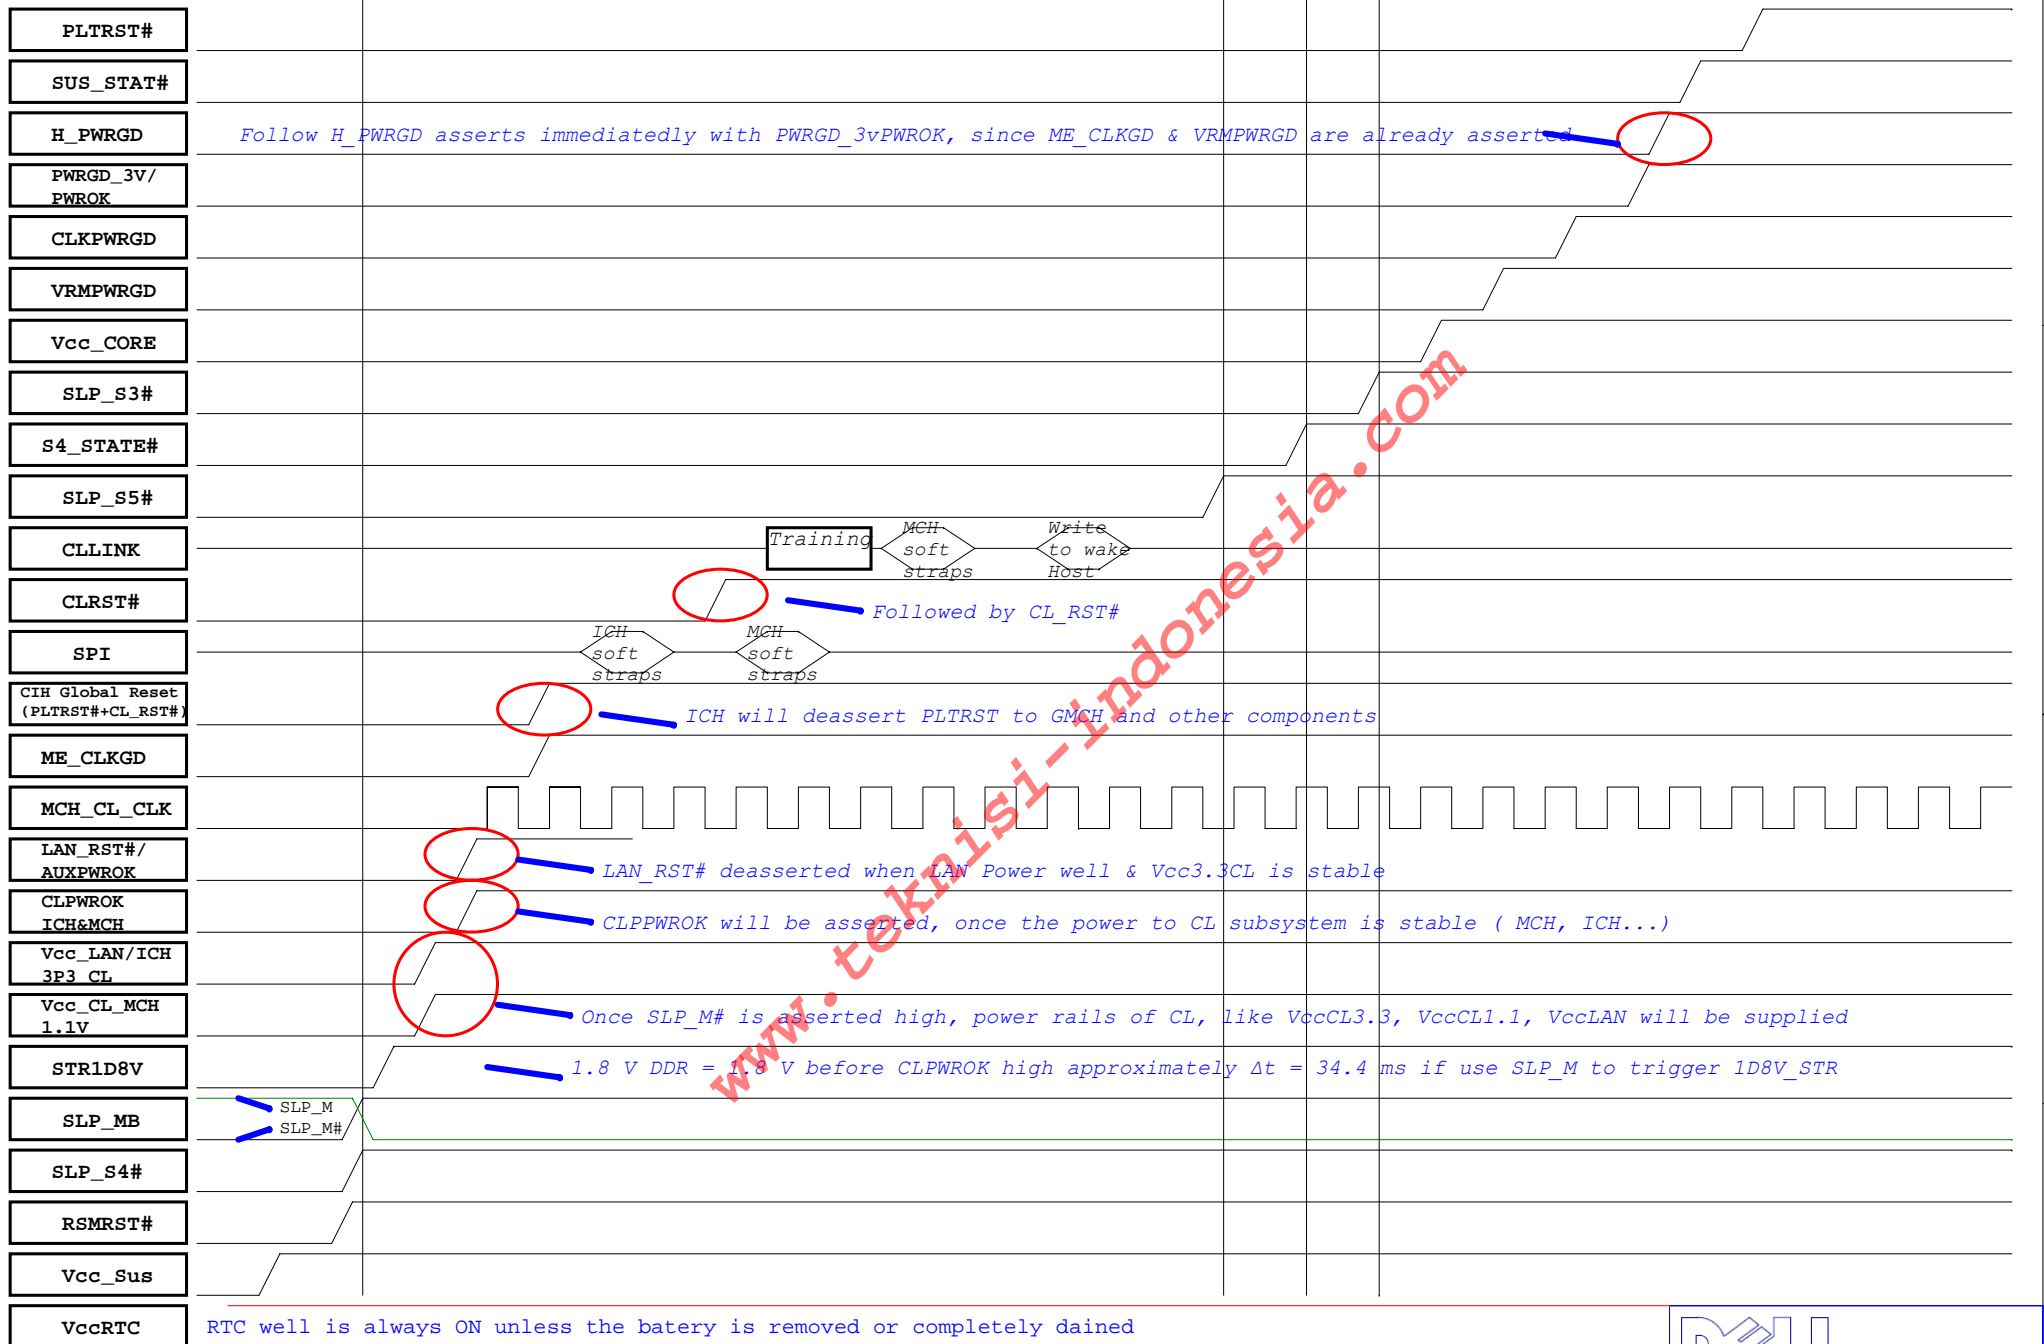 PLTRST#
SUS_STAT#
H_PWRGD
Follow H_PWRGD asserts immediatedly with PWRGD_3vPWROK, since ME_CLKGD & VRMPWRGD are already asserted
PWRGD_3V/
PWROK
CLKPWRGD
VRMPWRGD
Vcc_CORE
SLP_S3#
S4_STATE#
SLP_S5#
CLLINK
Training
MCH
soft
straps
Write
to wake
Host
CLRST#
Followed by CL_RST#
SPI
ICH
soft
straps
MCH
soft
straps
CIH Global Reset
(PLTRST#+CL_RST#)
ICH will deassert PLTRST to GMCH and other components
ME_CLKGD
MCH_CL_CLK
LAN_RST#/
AUXPWROK
LAN_RST# deasserted when LAN Power well & Vcc3.3CL is stable
CLPWROK
ICH&MCH
CLPPWROK will be asserted, once the power to CL subsystem is stable ( MCH, ICH...)
Vcc_LAN/ICH
3P3_CL
Vcc_CL_MCH
1.1V
Once SLP_M# is asserted high, power rails of CL, like VccCL3.3, VccCL1.1, VccLAN will be supplied
STR1D8V
1.8 V DDR = 1.8 V before CLPWROK high approximately Δt = 34.4 ms if use SLP_M to trigger 1D8V_STR
SLP_MB
SLP_M
SLP_M#
SLP_S4#
RSMRST#
Vcc_Sus
VccRTC
RTC well is always ON unless the batery is removed or completely dained
DELL
www.teknisi-indonesia.com